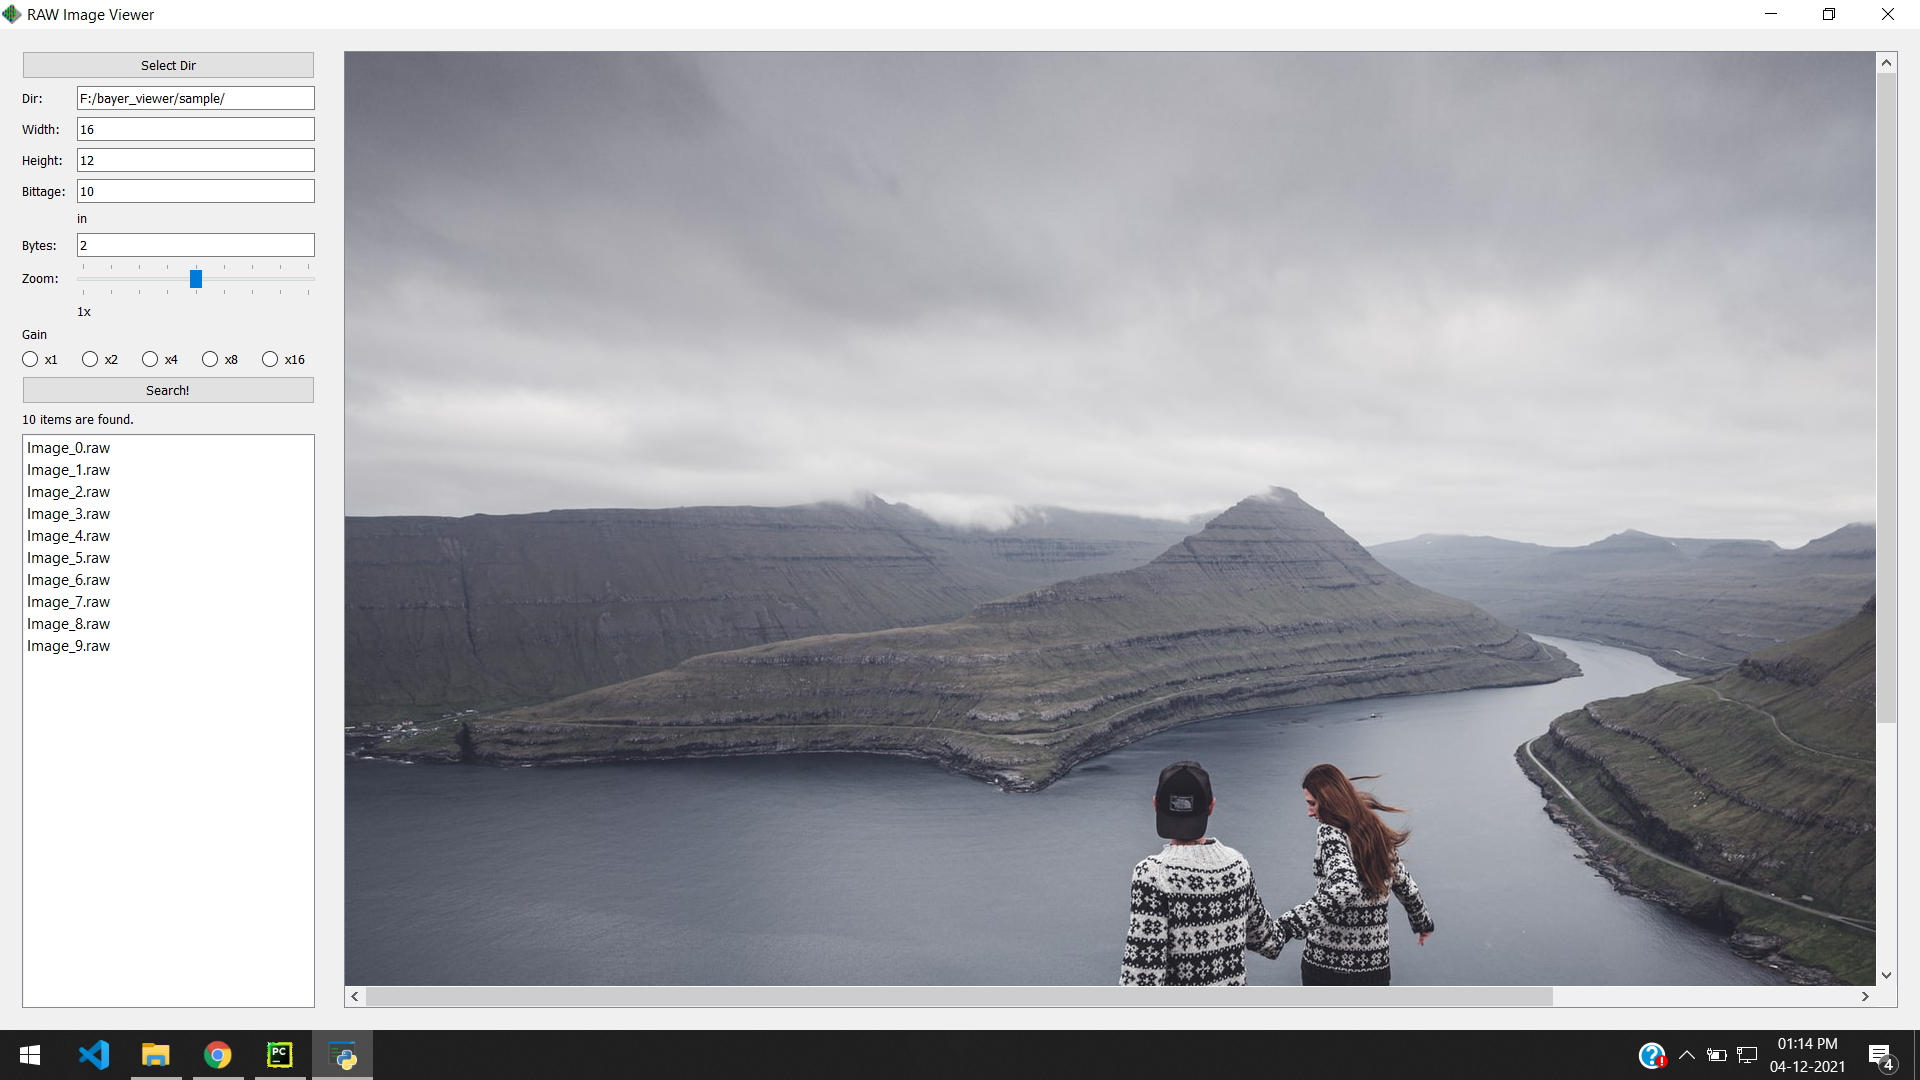 RAW Image Viewer
Select Dir
Dir: F:/bayer_viewer/sample/
Width: 16
Height: 12
Bittage: 10
in
Bytes: 2
Zoom:
1x
Gain
x1 x2 x4 x8 x16
Search!
10 items are found.
Image_0.raw
Image_1.raw
Image_2.raw
Image_3.raw
Image_4.raw
Image_5.raw
Image_6.raw
Image_7.raw
Image_8.raw
Image_9.raw
PC
01:14 PM
04-12-2021
4